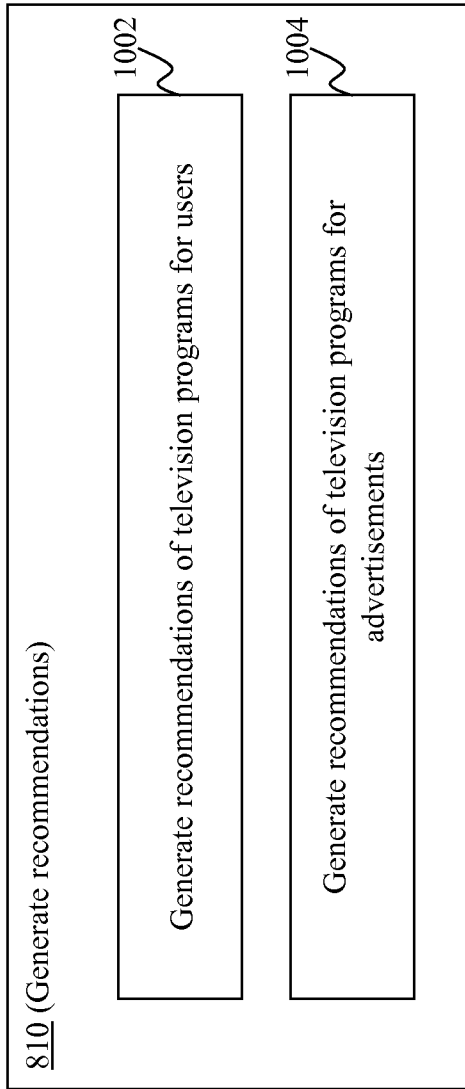 810 (Generate recommendations)
1002
Generate recommendations of television programs for users
1004
Generate recommendations of television programs for
advertisements